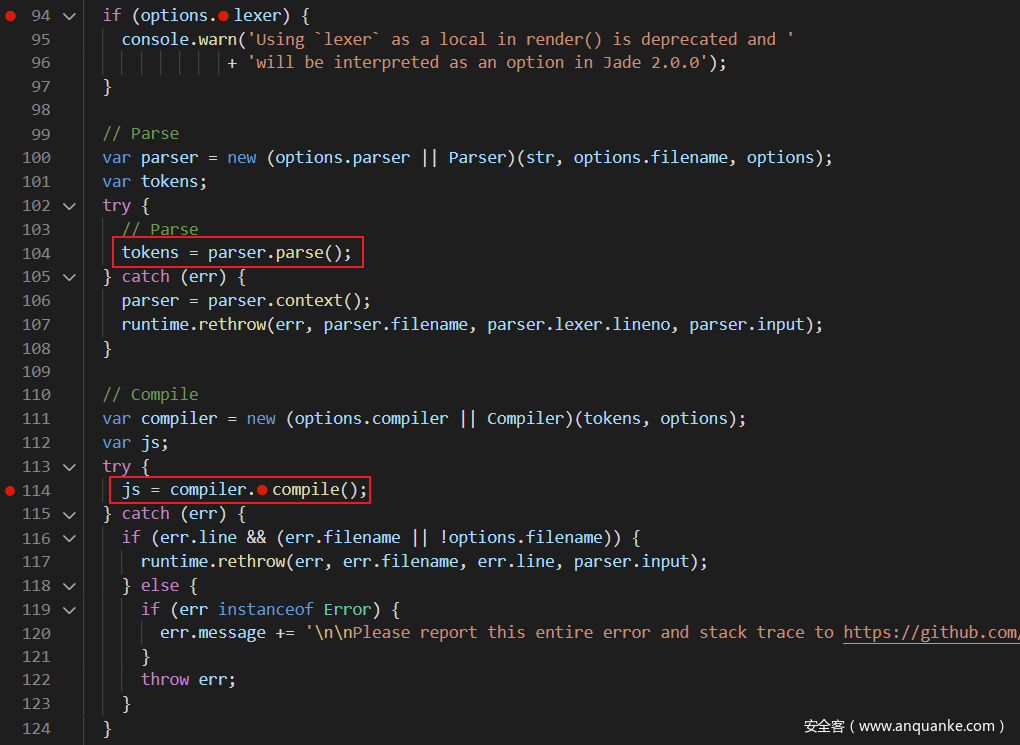 94 if (options.lexer) {
95 console.warn('Using `lexer` as a local in render() is deprecated and '
96 + 'will be interpreted as an option in Jade 2.0.0');
97 }
98
99 // Parse
100 var parser = new (options.parser || Parser)(str, options.filename, options);
101 var tokens;
102 try {
103 // Parse
104 tokens = parser.parse();
105 } catch (err) {
106 parser = parser.context();
107 runtime.rethrow(err, parser.filename, parser.lexer.lineno, parser.input);
108 }
109
110 // Compile
111 var compiler = new (options.compiler || Compiler)(tokens, options);
112 var js;
113 try {
114 js = compiler.compile();
115 } catch (err) {
116 if (err.line && (err.filename || !options.filename)) {
117 runtime.rethrow(err, err.filename, err.line, parser.input);
118 } else {
119 if (err instanceof Error) {
120 err.message += '\n\nPlease report this entire error and stack trace to https://github.com/
121 }
122 throw err;
123 }
124 }
安全客（www.anquanke.com）